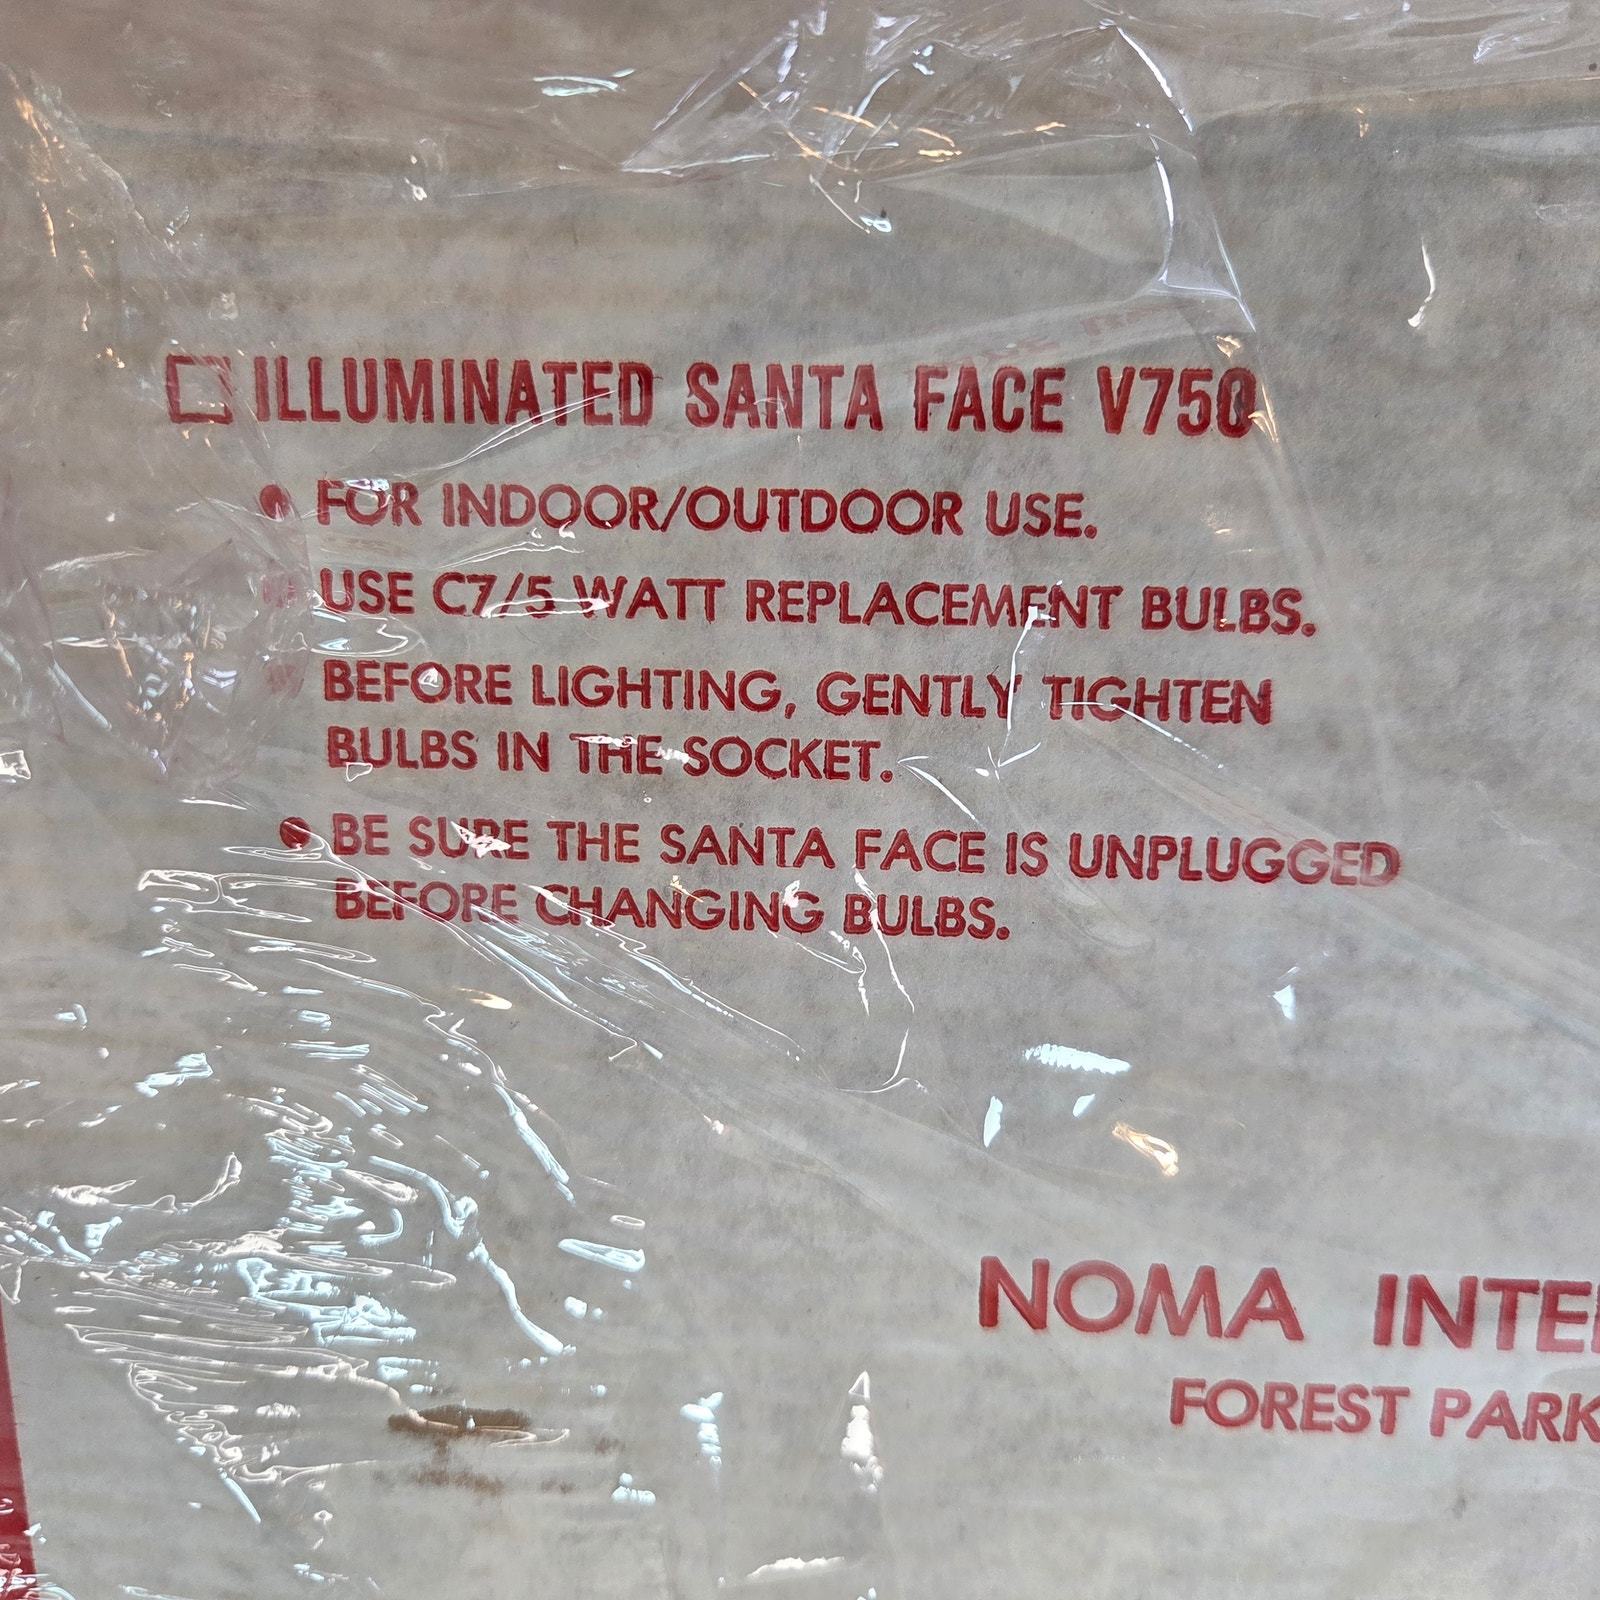 ILLUMINATED SANTA FACE V750
• FOR INDOOR/OUTDOOR USE.
• USE C7/5 WATT REPLACEMENT BULBS.
• BEFORE LIGHTING, GENTLY TIGHTEN
BULBS IN THE SOCKET.
• BE SURE THE SANTA FACE IS UNPLUGGED
BEFORE CHANGING BULBS.
NOMA INTE
FOREST PARK